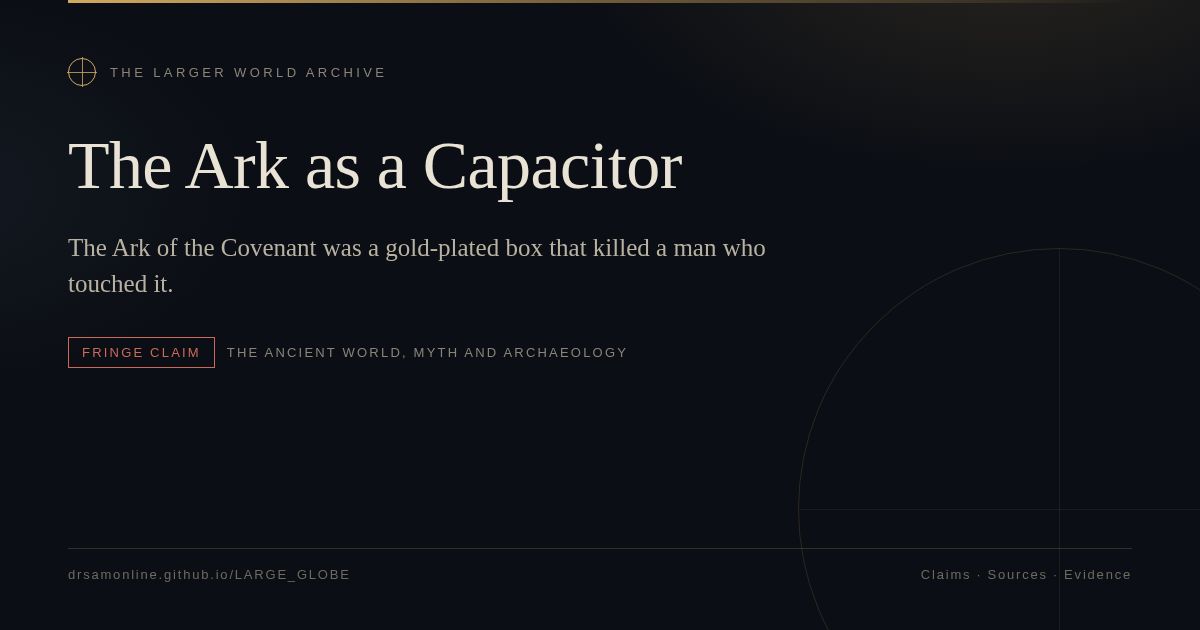 THE LARGER WORLD ARCHIVE
The Ark as a Capacitor
The Ark of the Covenant was a gold-plated box that killed a man who
touched it.
FRINGE CLAIM THE ANCIENT WORLD, MYTH AND ARCHAEOLOGY
drsamonline.github.io/LARGE_GLOBE
Claims · Sources · Evidence